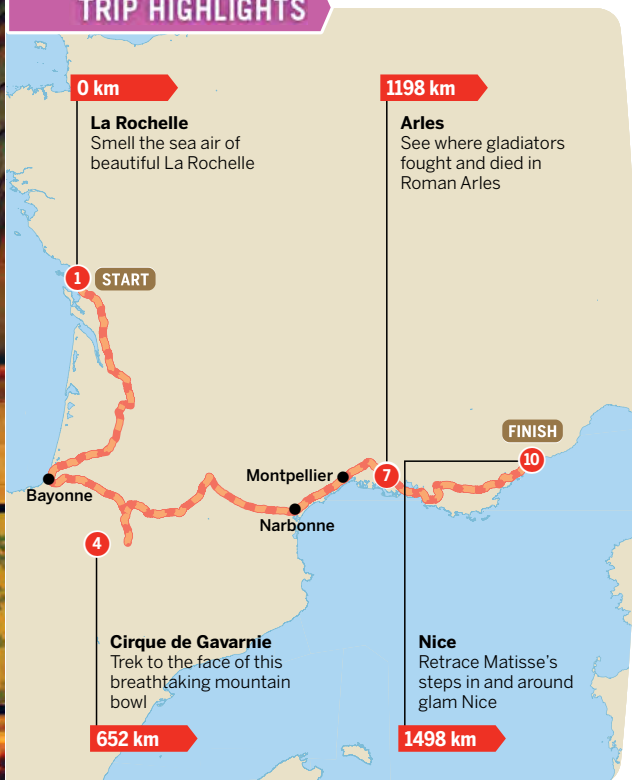 TRIP HIGHLIGHTS
0 km
La Rochelle
Smell the sea air of
beautiful La Rochelle
1198 km
Arles
See where gladiators
fought and died in
Roman Arles
1 START
FINISH
10
Montpellier
7
Bayonne
Narbonne
4
Cirque de Gavarnie
Trek to the face of this
breathtaking mountain
bowl
652 km
Nice
Retrace Matisse's
steps in and around
glam Nice
1498 km